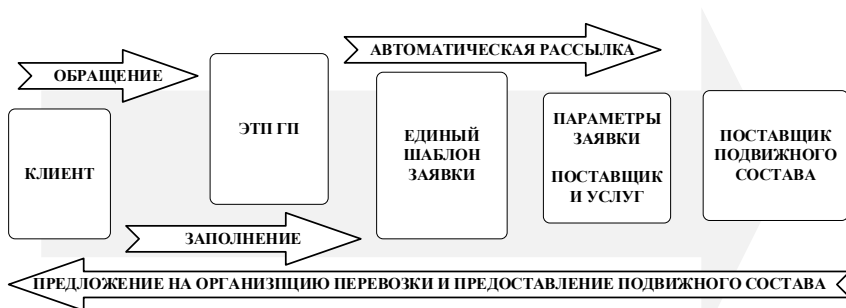 АВТОМАТИЧЕСКАЯ РАССЫЛКА
ОБРАЩЕНИЕ
КЛИЕНТ
ЭТП ГП
ЕДИНЫЙ
ШАБЛОН
ЗАЯВКИ
ПАРАМЕТРЫ
ЗАЯВКИ
ПОСТАВЩИК
И УСЛУГ
ПОСТАВЩИК
ПОДВИЖНОГО
СОСТАВА
ЗАПОЛНЕНИЕ
ПРЕДЛОЖЕНИЕ НА ОРГАНИЗПЦИЮ ПЕРЕВОЗКИ И ПРЕДОСТАВЛЕНИЕ ПОДВИЖНОГО СОСТАВА